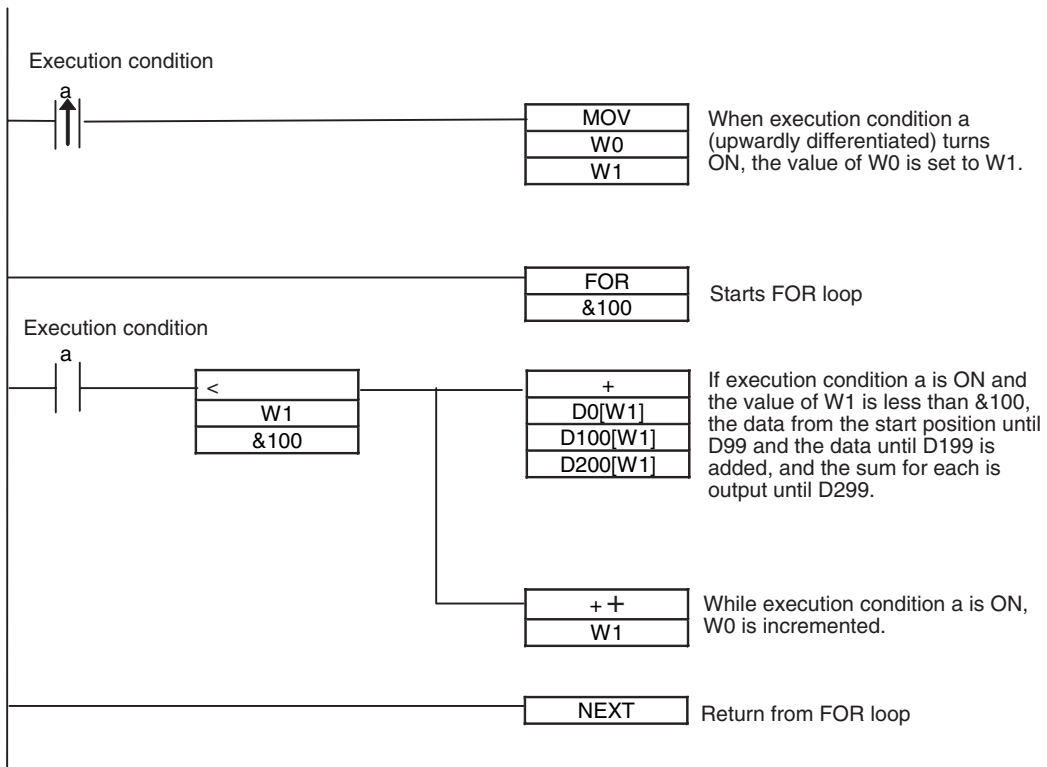 Execution condition
a
MOV
W0
W1
When execution condition a
(upwardly differentiated) turns
ON, the value of W0 is set to W1.
FOR
&100
Starts FOR loop
Execution condition
a
<
W1
&100
+
D0[W1]
D100[W1]
D200[W1]
If execution condition a is ON and
the value of W1 is less than &100,
the data from the start position until
D99 and the data until D199 is
added, and the sum for each is
output until D299.
++
W1
While execution condition a is ON,
W0 is incremented.
NEXT
Return from FOR loop